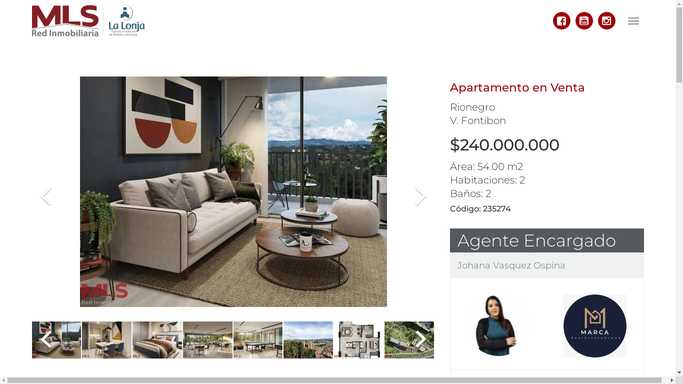 MLS
Red Inmobiliaria
La Lonja
Apartamento en Venta
Rionegro
V. Fontibon
$240.000.000
Área: 54.00 m2
Habitaciones: 2
Baños: 2
Código: 235274
Agente Encargado
Johana Vasquez Ospina
MLS
MARCA